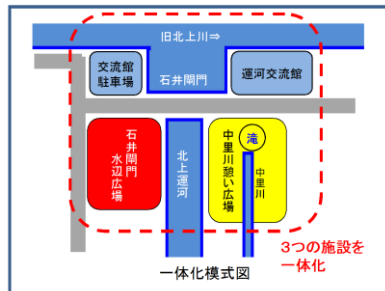 旧北上川⇒
交流館
駐車場
石井閘門
運河交流館
石井閘門
水辺広場
北上運河
中里川憩い広場
滝
中里川
3つの施設を
一体化
一体化模式図